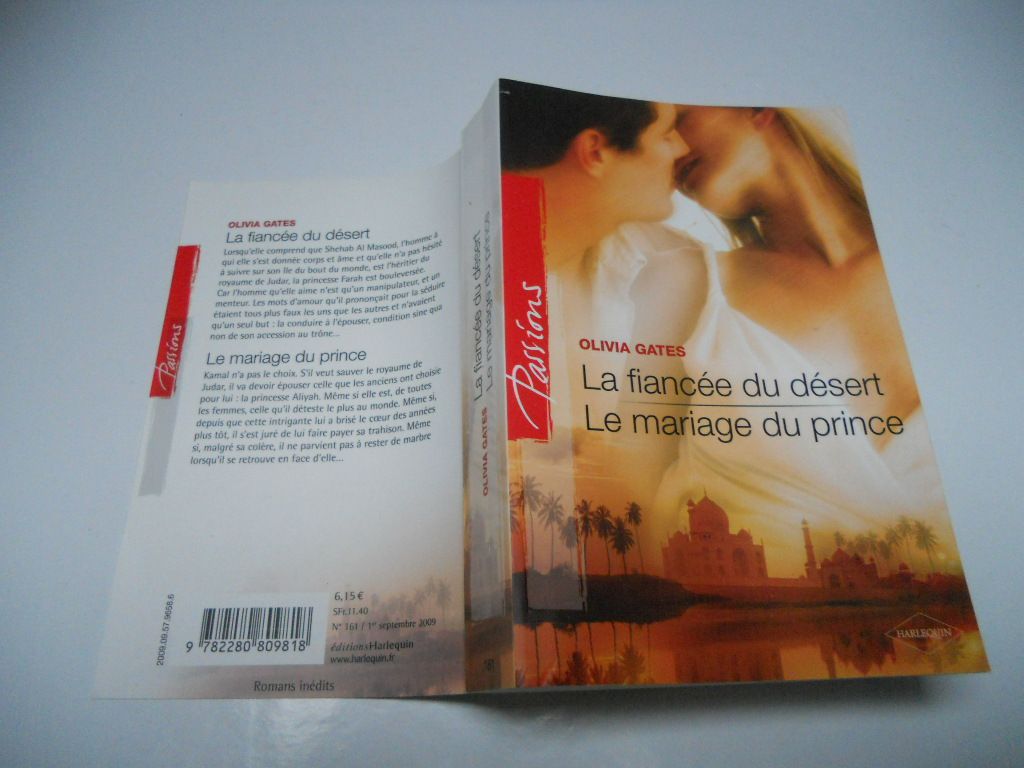 OLIVIA GATES
La fiancée du désert
Lorsqu'elle comprend que Shehab Al Masood, l'homme à
qui elle s'est donnée corps et âme et qu'elle n'a pas hésité
à suivre sur son île du bout du monde, est l'héritier du
royaume de Judar, la princesse Farah est bouleversée.
Car l'homme qu'elle aime n'est qu'un manipulateur, et un
menteur. Les mots d'amour qu'il prononçait pour la séduire
étaient tous plus faux les uns que les autres et n'avaient
qu'un seul but : la conduire à l'épouser, condition sine qua
non de son accession au trône...
Le mariage du prince
Kamal n'a pas le choix. S'il veut sauver le royaume de
Judar, il va devoir épouser celle que les anciens ont choisie
pour lui : la princesse Aliyah. Même si elle est, de toutes
les femmes, celle qu'il déteste le plus au monde. Même si,
depuis que cette intrigante lui a brisé le cœur des années
plus tôt, il s'est juré de lui faire payer sa trahison. Même
si, malgré sa colère, il ne parvient pas à rester de marbre
lorsqu'il se retrouve en face d'elle...
Passions
2009.09.57.9658.6
9 782280 809818
6,15 €
SFr.11.40
N° 161 / 1er septembre 2009
éditionsHarlequin
www.harlequin.fr
Romans inédits
OLIVIA GATES
La fiancée du désert
Le mariage du prince
161
Passions
OLIVIA GATES
La fiancée du désert
Le mariage du prince
HARLEQUIN